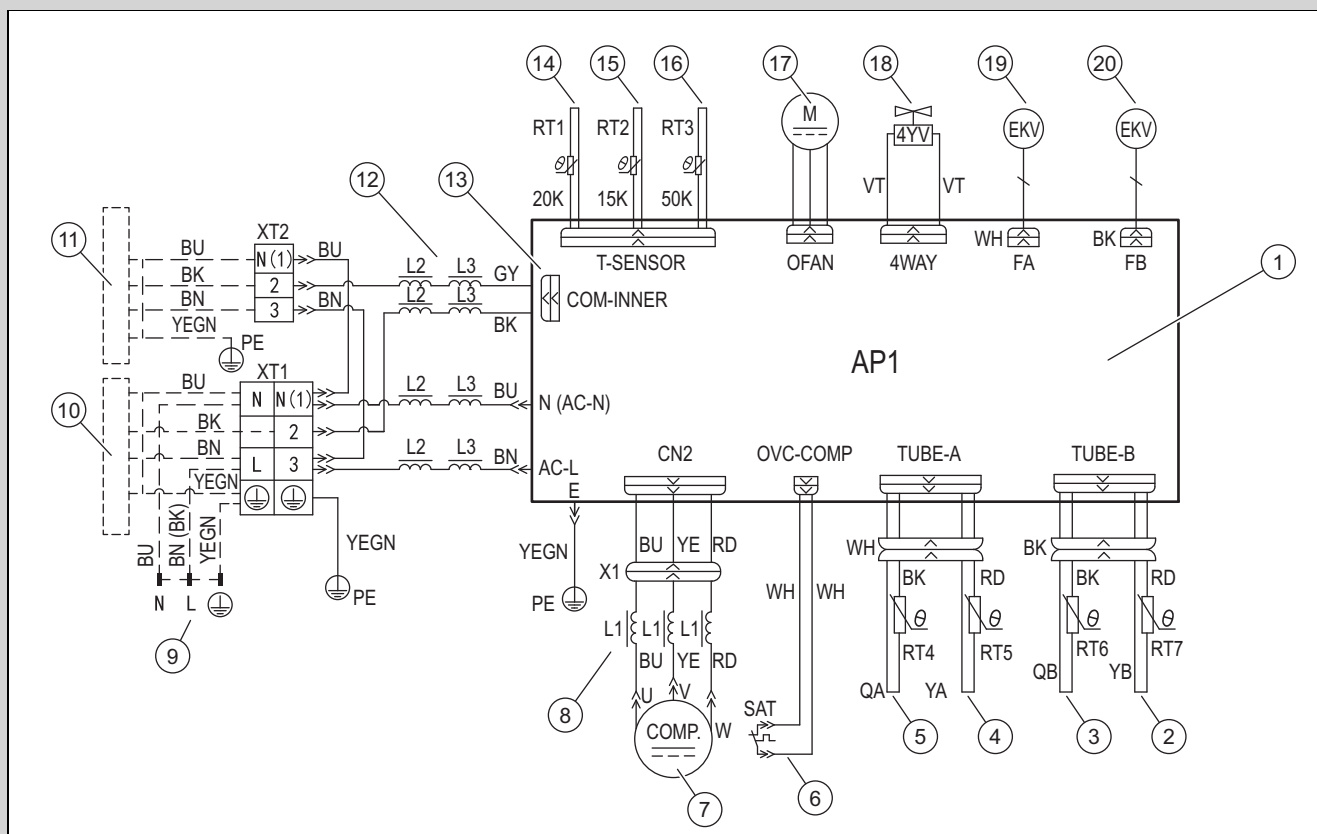 14 15 16 17 18 19 20
RT1 RT2 RT3 M 4YV EKV EKV
20K 15K 50K VT VT
12 13
11 10
WH BK
T-SENSOR OFAN 4WAY FA FB
1
BU XT2 BU
BK N(1)
BN 2 L2 L3 GY
YEGN 3 BN L2 L3 BK COM-INNER
PE
AP1
BU XT1
N N(1) L2 L3 BU N (AC-N)
BK 2
BN L 3 L2 L3 BN AC-L
YEGN
E
CN2 OVC-COMP TUBE-A TUBE-B
BU BN (BK) YEGN
YEGN PE
YEGN PE
N L
9
BU YE RD
X1
WH WH
WH BK
BK RD BK RD
L1 L1 L1
θ θ θ θ
RT4 RT5 RT6 RT7
BU YE RD
8
U V W
COMP.
7
SAT
6
QA YA QB YB
5 4 3 2